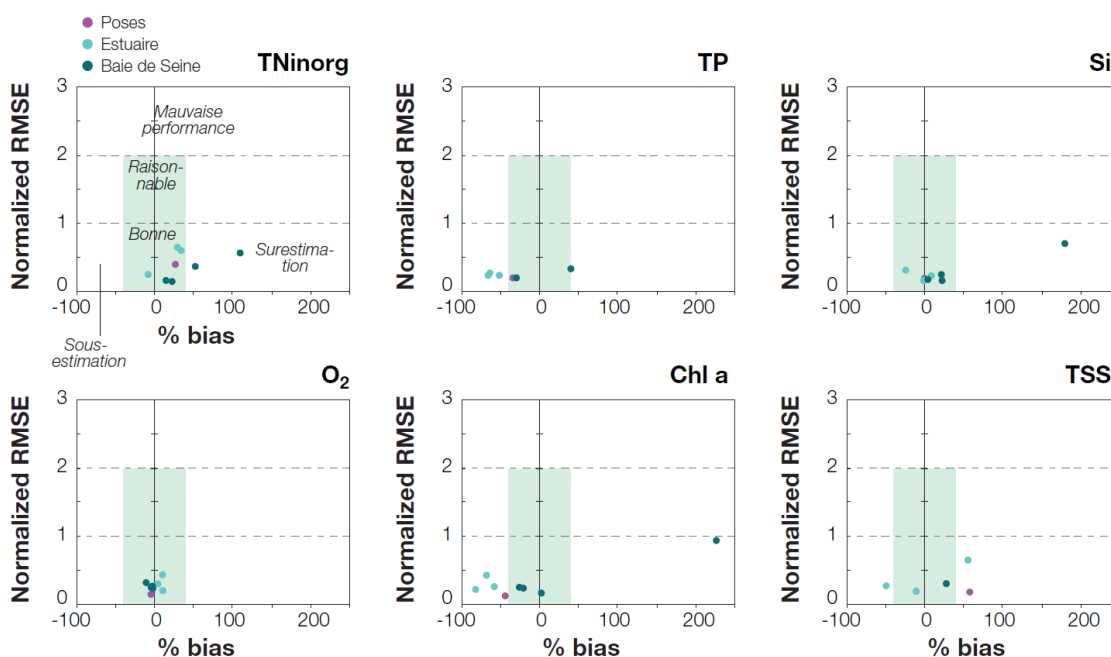 Poses
Estuaire
Baie de Seine
TNinorg
TP
Si
3
2
1
0
Normalized RMSE
Mauvaise
performance
Raison-
nable
Bonne
Surestima-
tion
-100 0 100 200
% bias
Sous-
estimation
3
2
1
0
Normalized RMSE
-100 0 100 200
% bias
3
2
1
0
Normalized RMSE
-100 0 100 200
% bias
O₂
Chl a
TSS
3
2
1
0
Normalized RMSE
-100 0 100 200
% bias
3
2
1
0
Normalized RMSE
-100 0 100 200
% bias
3
2
1
0
Normalized RMSE
-100 0 100 200
% bias